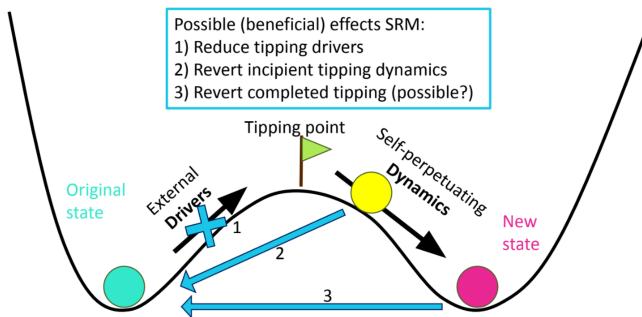 Possible (beneficial) effects SRM:
1) Reduce tipping drivers
2) Revert incipient tipping dynamics
3) Revert completed tipping (possible?)
Tipping point
Original
state
External
Drivers
Self-perpetuating
Dynamics
New
state
1
2
3